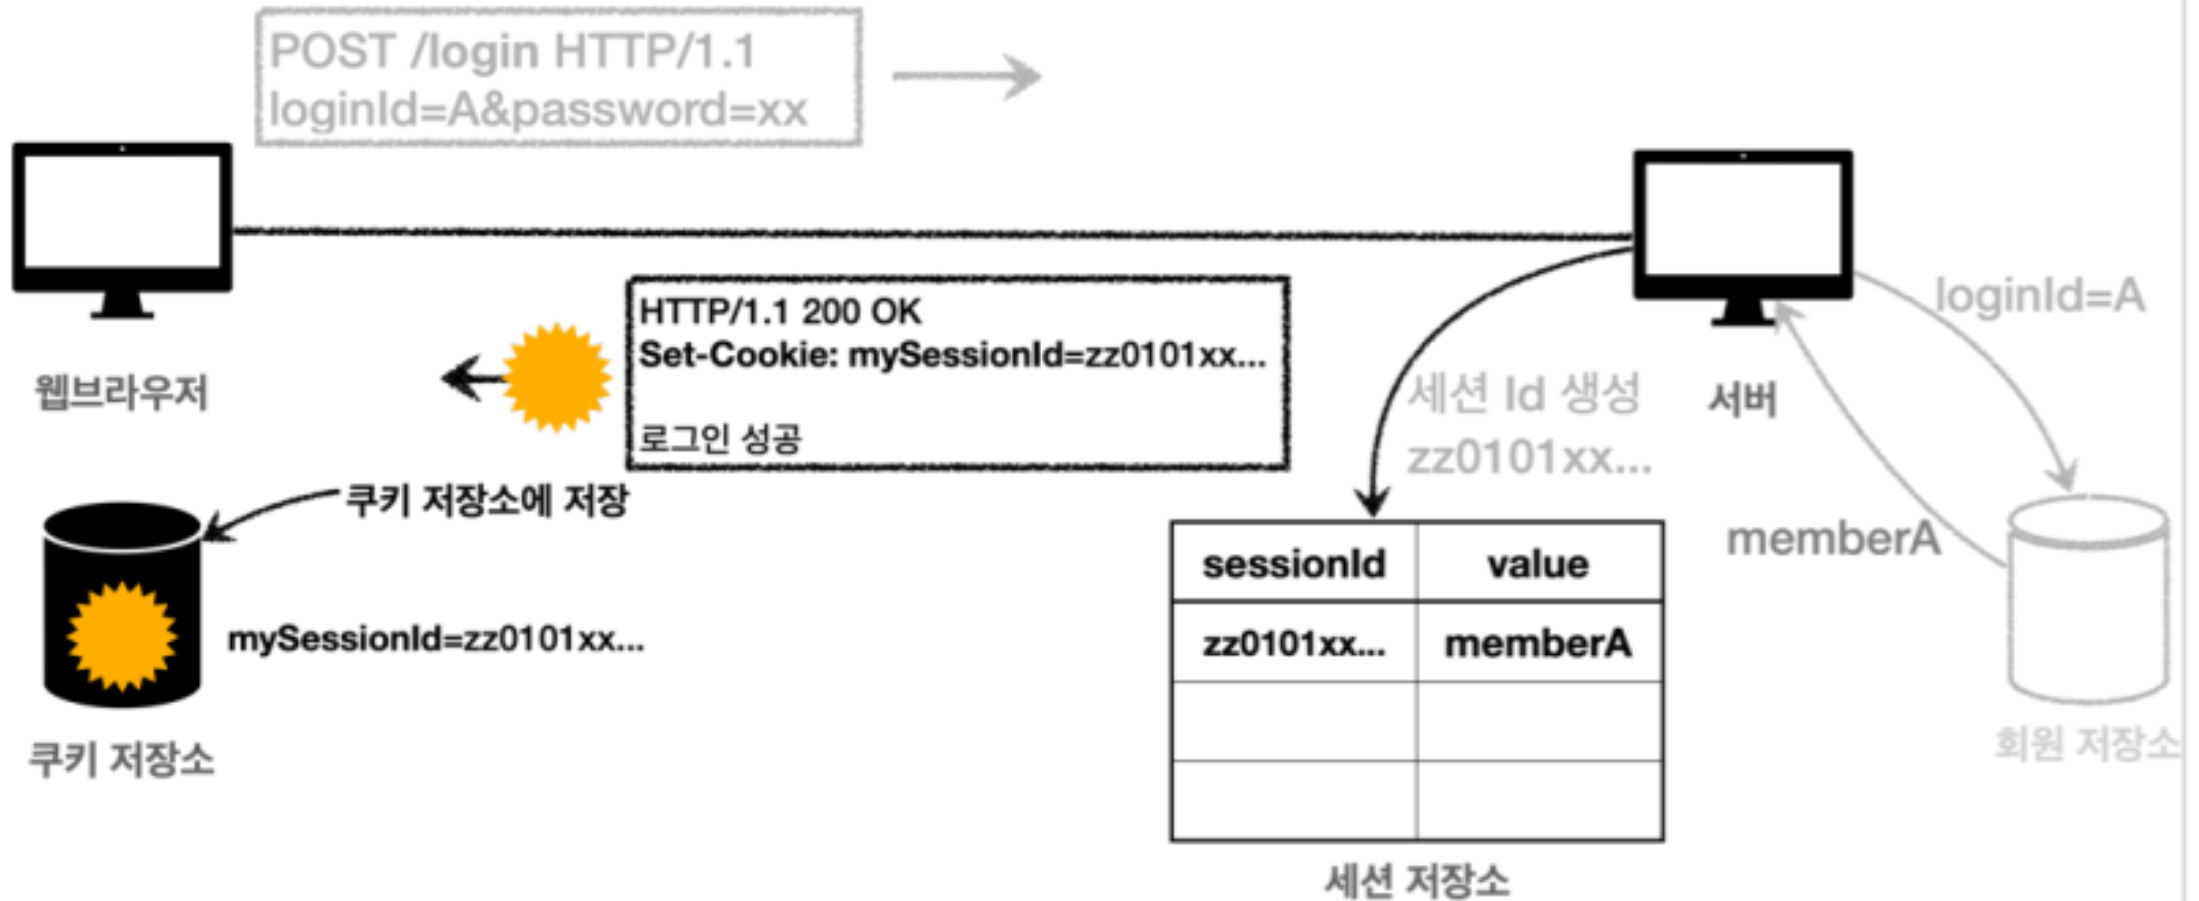 POST /login HTTP/1.1
loginId=A&password=xx
웹브라우저
HTTP/1.1 200 OK
Set-Cookie: mySessionId=zz0101xx...
로그인 성공
쿠키 저장소에 저장
mySessionId=zz0101xx...
쿠키 저장소
세션 Id 생성
zz0101xx...
서버
loginId=A
memberA
회원 저장소
sessionId value
zz0101xx... memberA
세션 저장소